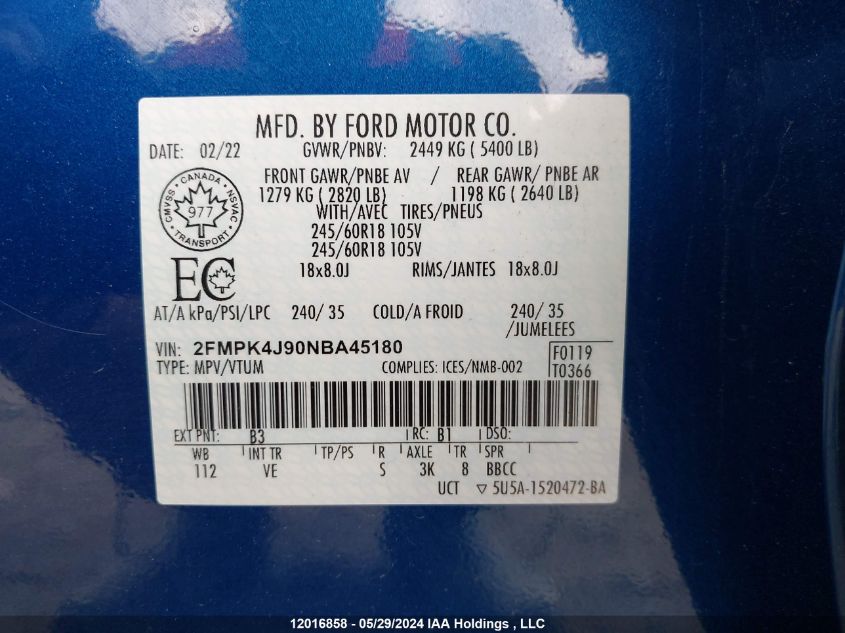 MFD. BY FORD MOTOR CO.
DATE: 02/22 GVWR/PNBV: 2449 KG ( 5400 LB)
FRONT GAWR/PNBE AV / REAR GAWR/ PNBE AR
1279 KG ( 2820 LB) 1198 KG ( 2640 LB)
WITH/AVEC TIRES/PNEUS
245/60R18 105V
245/60R18 105V
18x8.0J RIMS/JANTES 18x8.0J
CANADA
CMVSS 977 NSVAC
TRANSPORT
EC
AT/A kPa/PSI/LPC 240/ 35 COLD/A FROID 240/ 35
/JUMELEES
VIN: 2FMPK4J90NBA45180 F0119
TYPE: MPV/VTUM COMPLIES: ICES/NMB-002 T0366
EXT PNT: B3 RC: B1 DSO:
WB INT TR TP/PS R AXLE TR SPR
112 VE S 3K 8 BBCC
UCT ▽ 5U5A-1520472-BA
12016858 - 05/29/2024 IAA Holdings , LLC